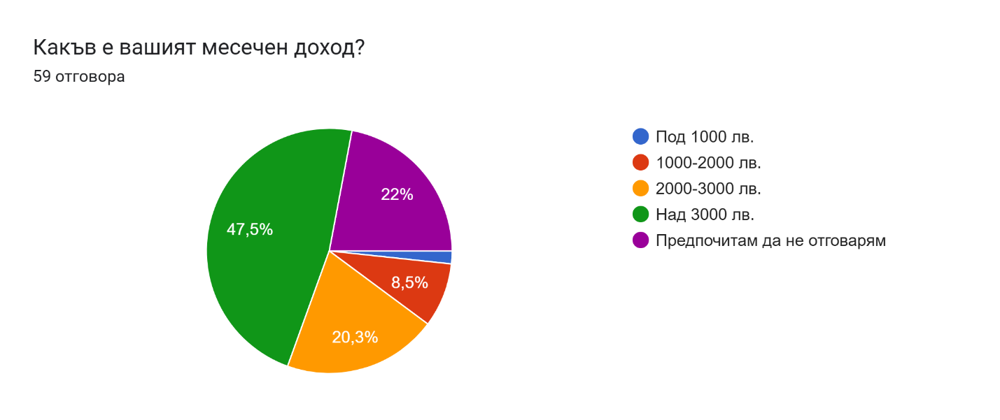 Какъв е вашият месечен доход?
59 отговора
22%
47,5%
8,5%
20,3%
Под 1000 лв.
1000-2000 лв.
2000-3000 лв.
Над 3000 лв.
Предпочитам да не отговарям